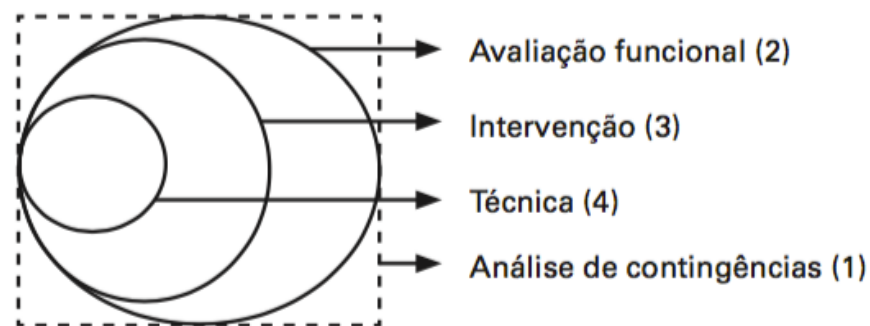 Avaliação funcional (2)
Intervenção (3)
Técnica (4)
Análise de contingências (1)